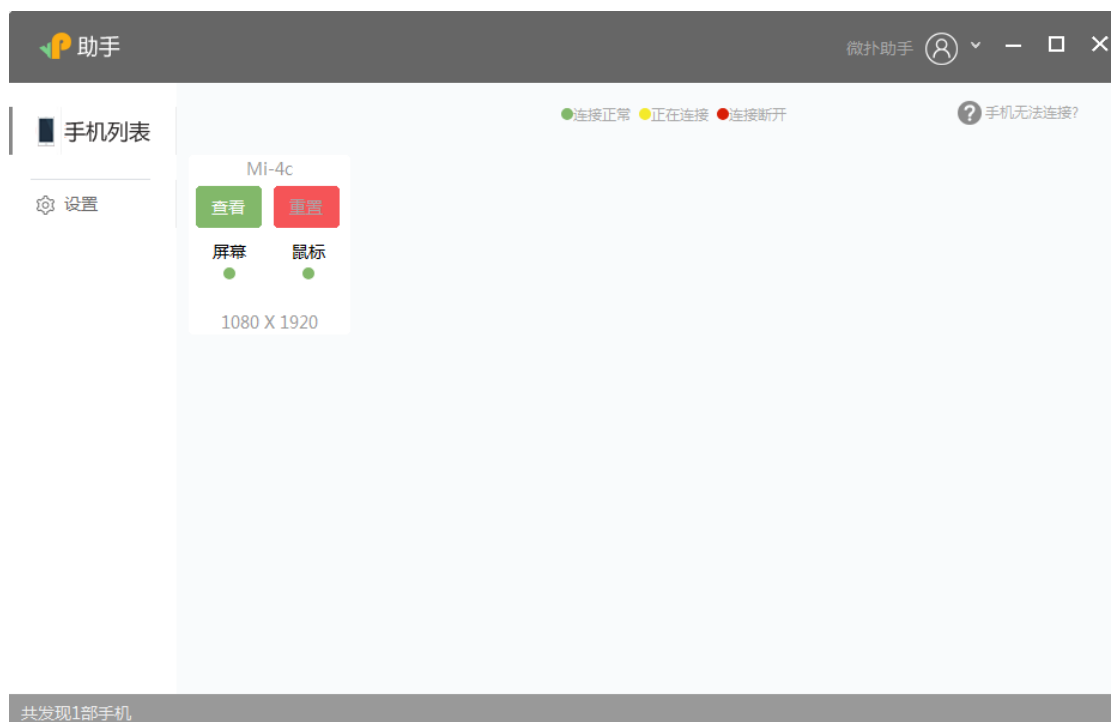 助手
微扑助手
手机列表
●连接正常 ●正在连接 ●连接断开
手机无法连接?
设置
Mi-4c
查看 重置
屏幕 鼠标
1080 X 1920
共发现1部手机